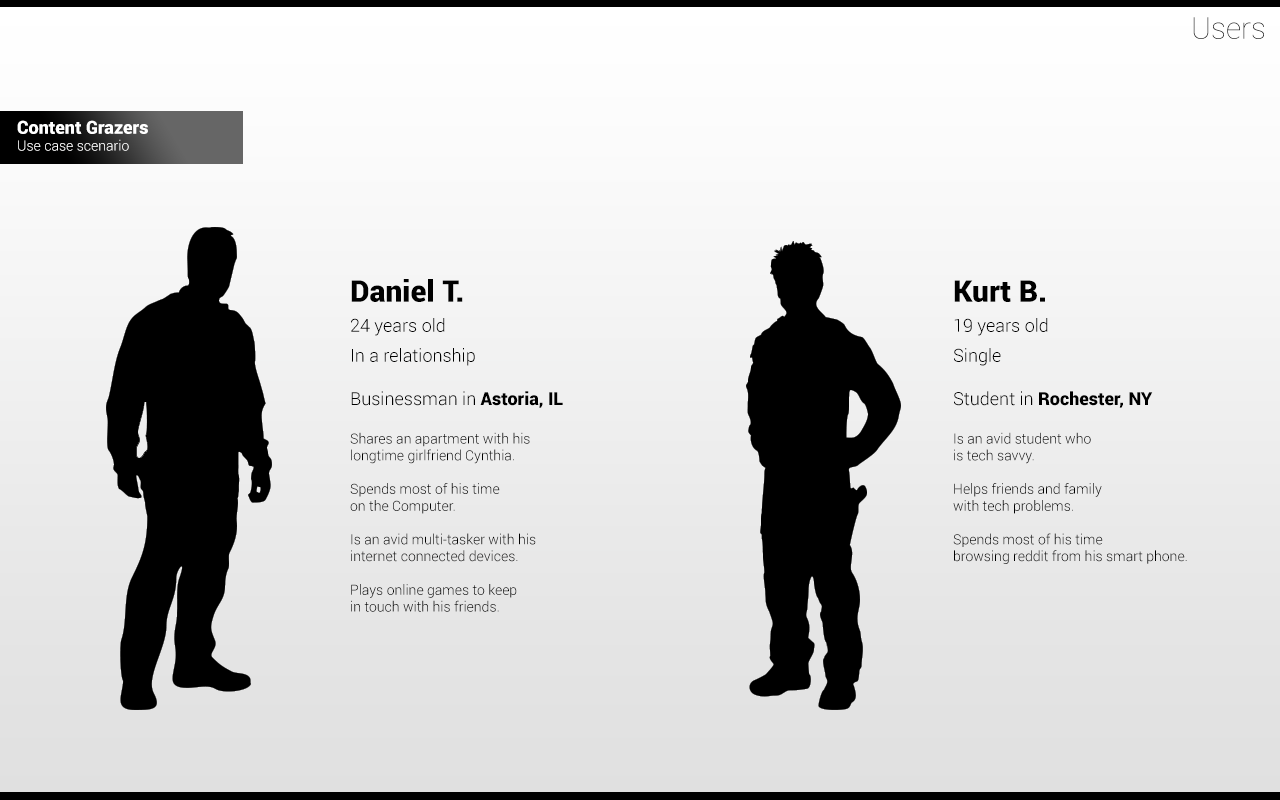 Users
Content Grazers
Use case scenario
Daniel T.
24 years old
In a relationship
Businessman in Astoria, IL
Shares an apartment with his
longtime girlfriend Cynthia.
Spends most of his time
on the Computer.
Is an avid multi-tasker with his
internet connected devices.
Plays online games to keep
in touch with his friends.
Kurt B.
19 years old
Single
Student in Rochester, NY
Is an avid student who
is tech savvy.
Helps friends and family
with tech problems.
Spends most of his time
browsing reddit from his smart phone.